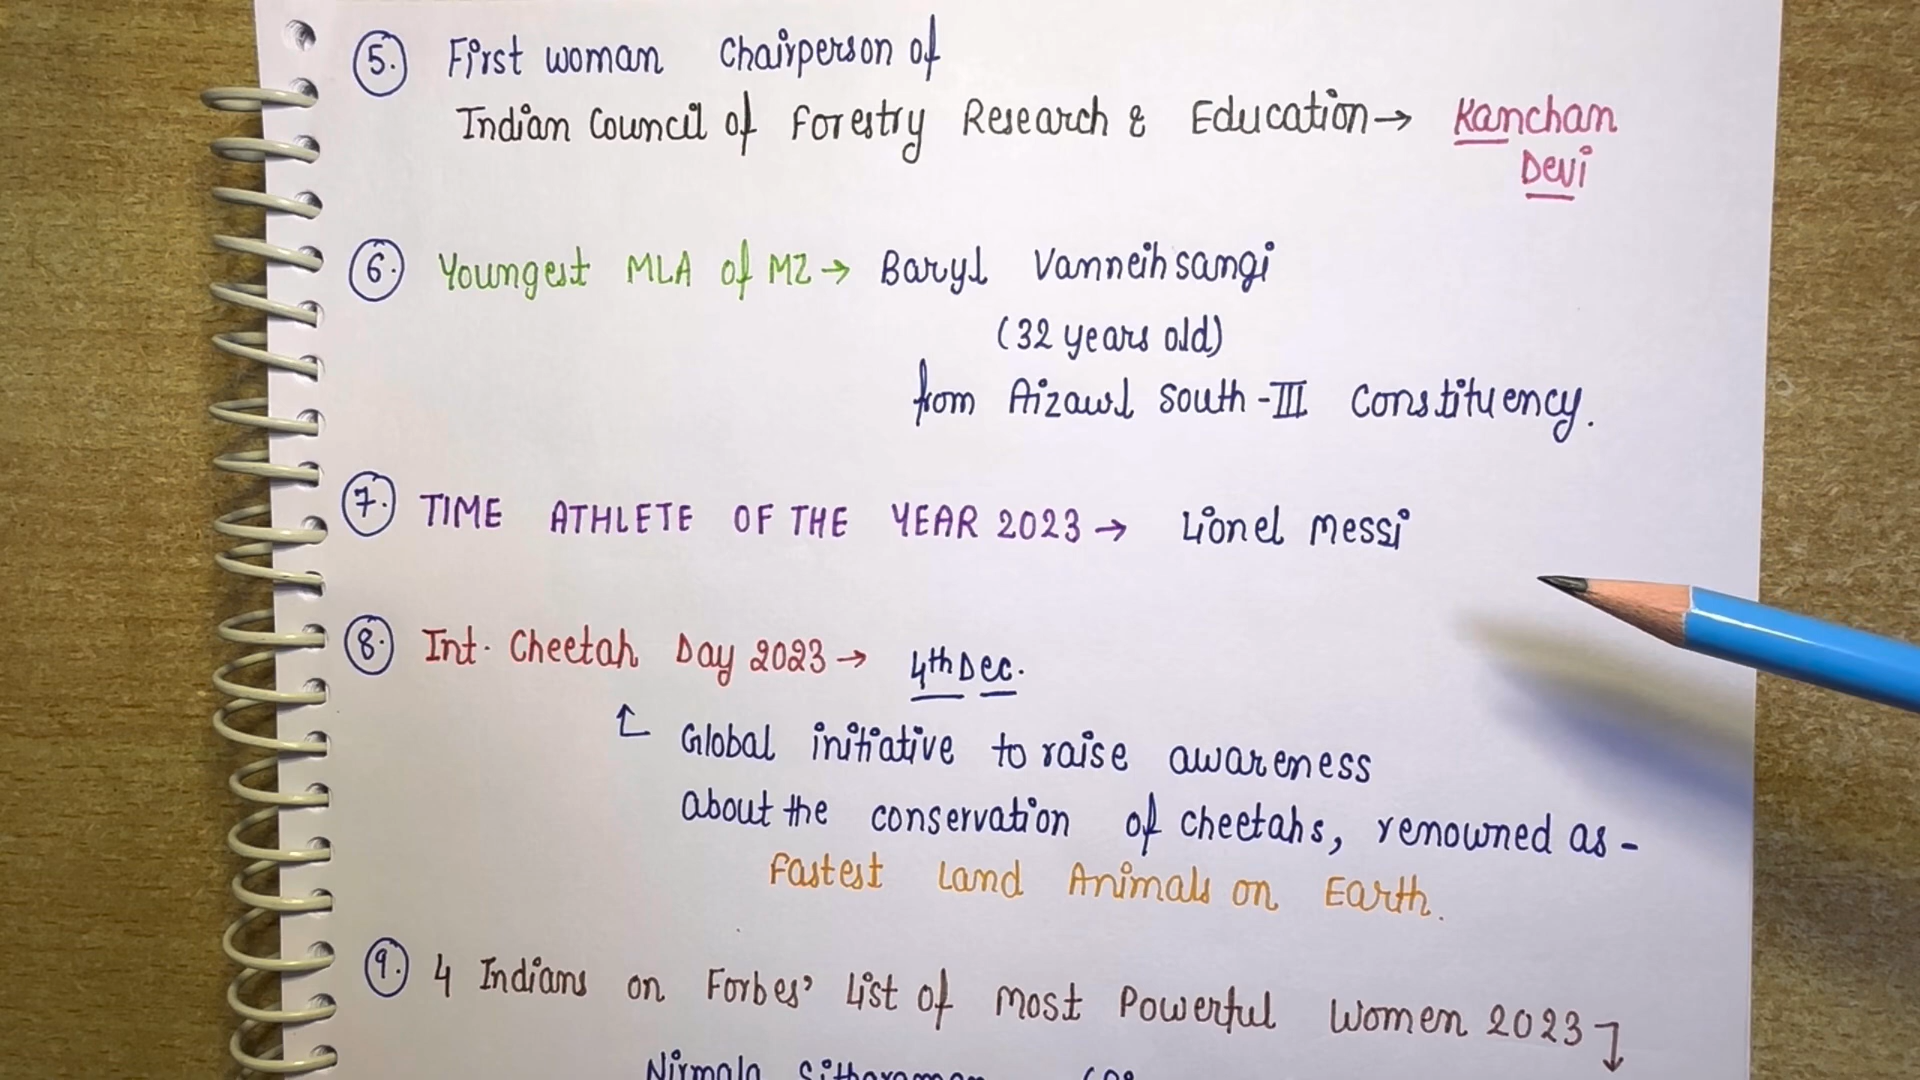 5. First woman Chairperson of
Indian Council of Forestry Research & Education → Kancham
Devi
6. Youngest MLA of MZ → Baryl Vanneihsangi
(32 years old)
from Aizawl South-III Constituency.
7. TIME ATHLETE OF THE YEAR 2023 → Lionel Messi
8. Int. Cheetah Day 2023 → 4th Dec.
Global initiative to raise awareness
about the conservation of cheetahs, renowned as -
Fastest Land Animals on Earth.
9. 4 Indians on Forbes' List of Most Powerful Women 2023
Nirmala Sitharaman